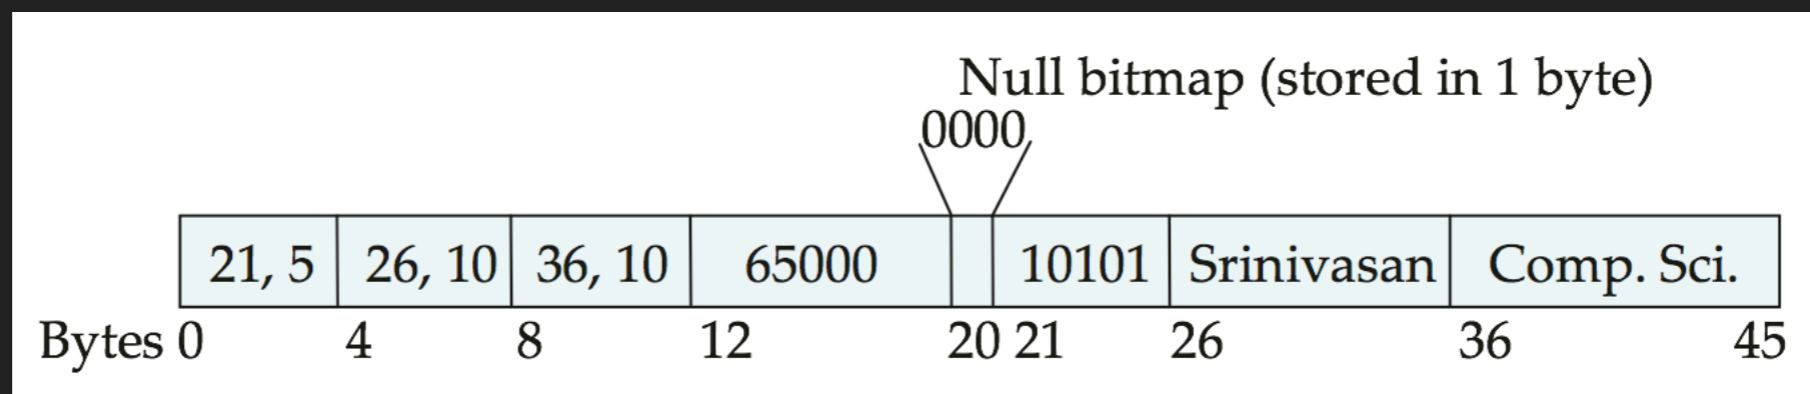 Null bitmap (stored in 1 byte)
0000
21, 5 26, 10 36, 10 65000 10101 Srinivasan Comp. Sci.
Bytes 0 4 8 12 20 21 26 36 45